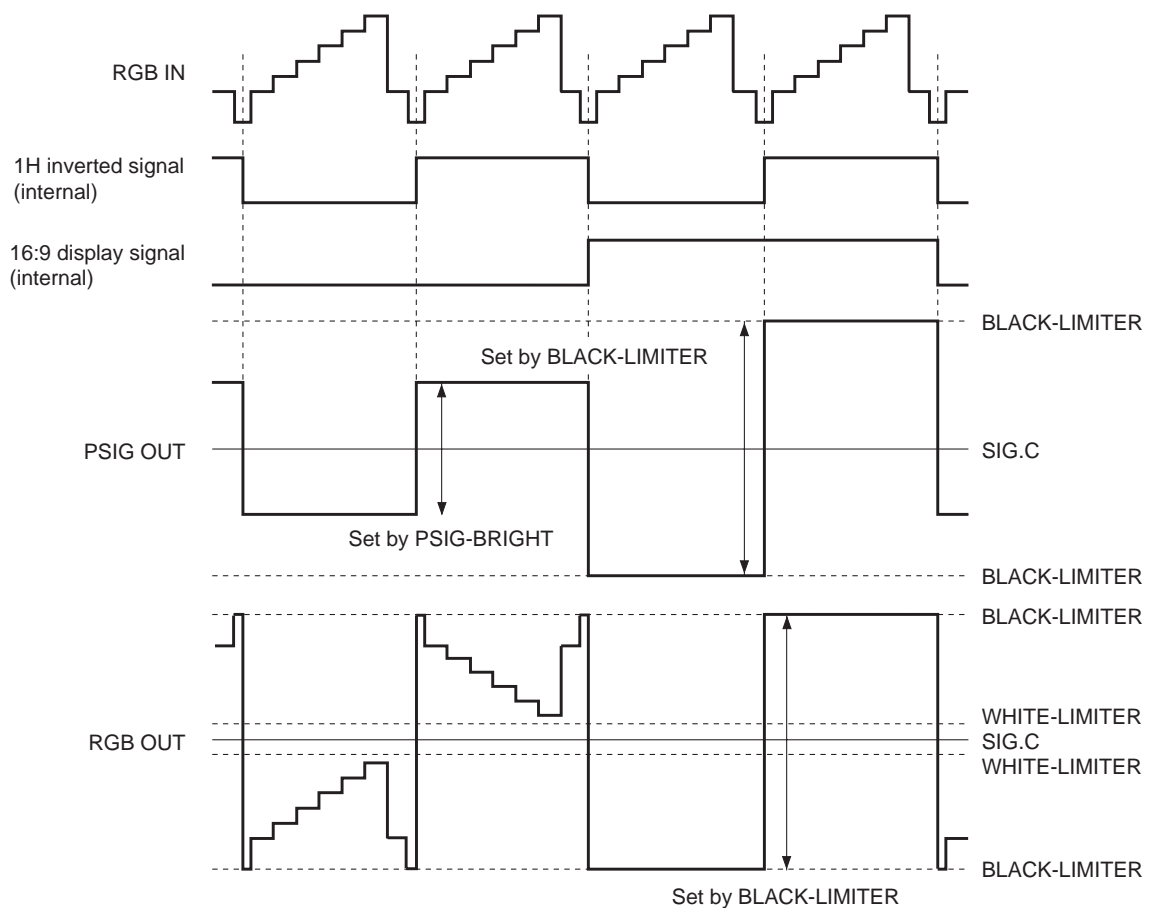 RGB IN
1H inverted signal
(internal)
16:9 display signal
(internal)
BLACK-LIMITER
Set by BLACK-LIMITER
PSIG OUT
SIG.C
Set by PSIG-BRIGHT
BLACK-LIMITER
BLACK-LIMITER
WHITE-LIMITER
RGB OUT
SIG.C
WHITE-LIMITER
BLACK-LIMITER
Set by BLACK-LIMITER